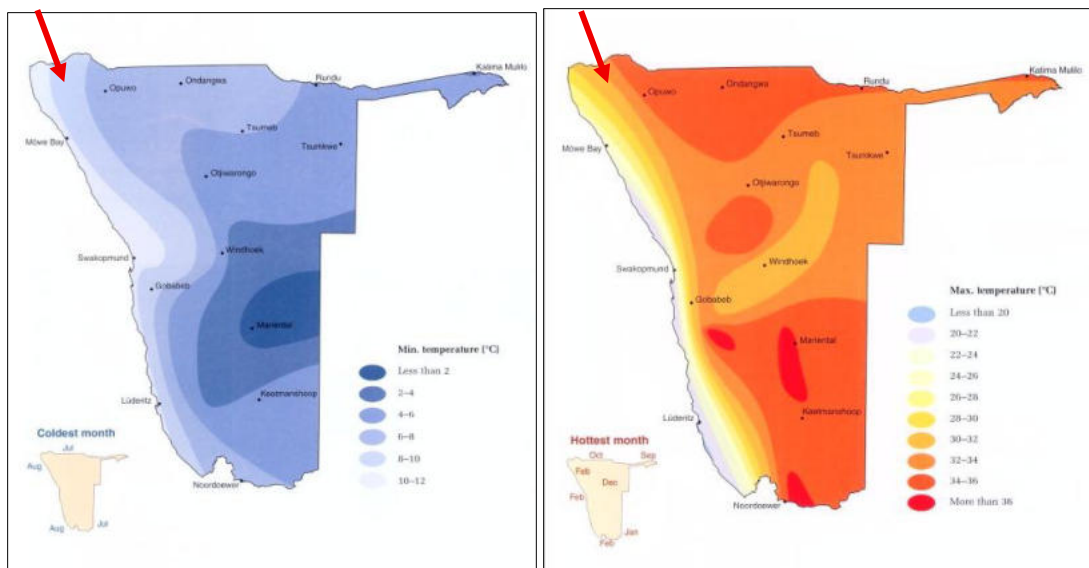 Katima Mulilo
Ondangwa
Rundu
Opuwo
Tsumeb
Möwe Bay
Tsumkwe
Otjiwarongo
Windhoek
Swakopmund
Gobabeb
Mariental
Min. temperature (°C)
Less than 2
2–4
4–6
6–8
8–10
10–12
Keetmanshoop
Lüderitz
Noordoewer
Coldest month
Jul
Aug
Aug
Jul
Katima Mulilo
Ondangwa
Rundu
Opuwo
Tsumeb
Möwe Bay
Tsumkwe
Otjiwarongo
Windhoek
Swakopmund
Gobabeb
Mariental
Max. temperature (°C)
Less than 20
20–22
22–24
24–26
26–28
28–30
30–32
32–34
34–36
More than 36
Keetmanshoop
Lüderitz
Noordoewer
Hottest month
Oct
Sep
Feb
Dec
Feb
Jan
Feb